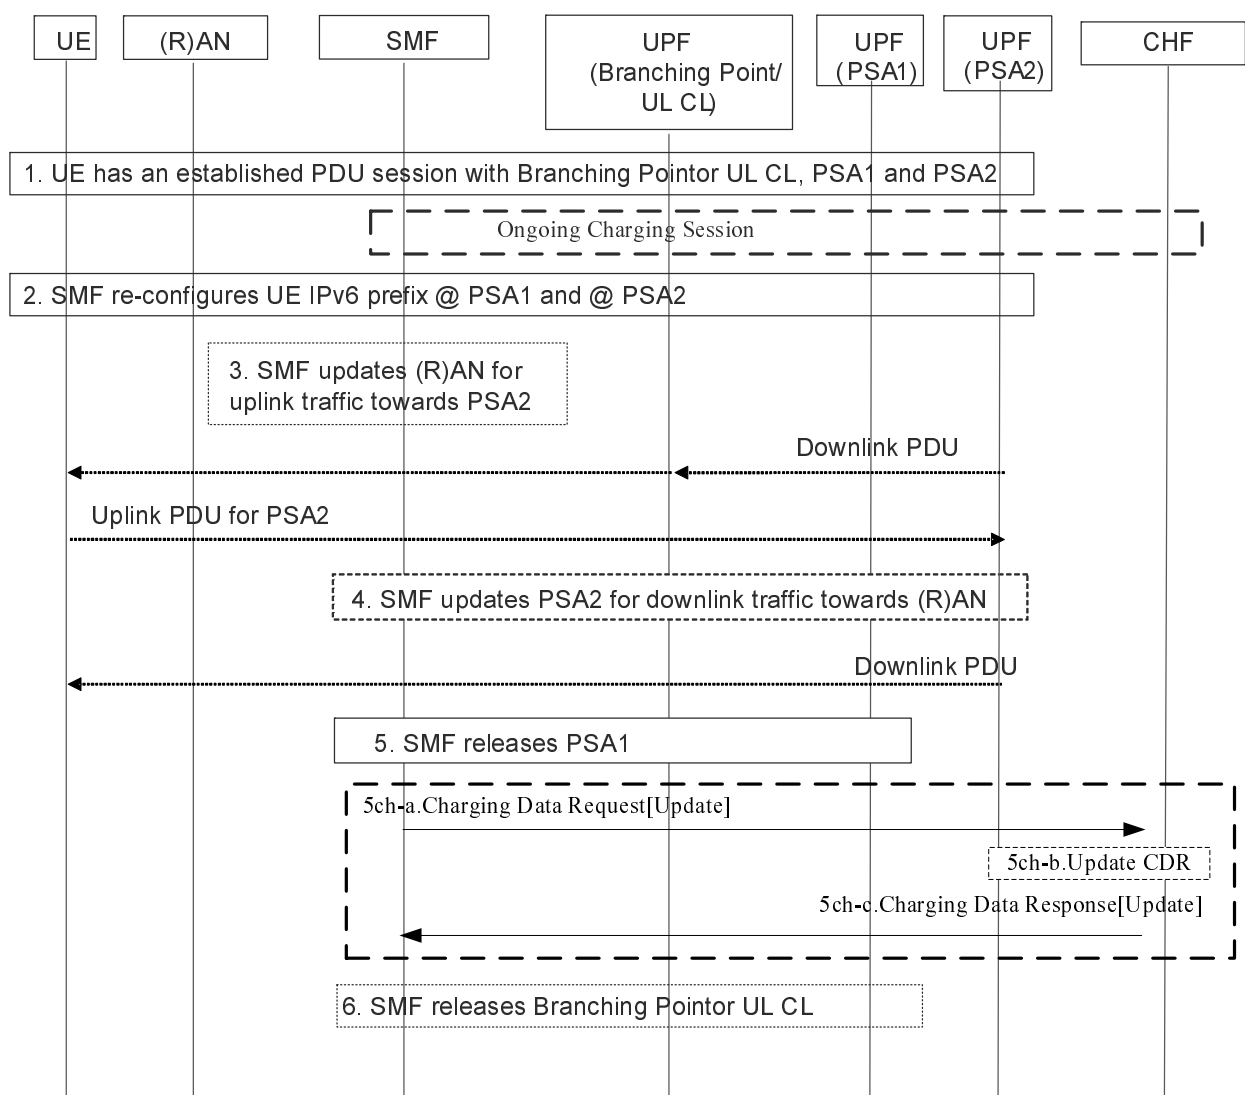 UE
(R)AN
SMF
UPF
(Branching Point/
UL CL)
UPF
(PSA1)
UPF
(PSA2)
CHF
1. UE has an established PDU session with Branching Pointor UL CL, PSA1 and PSA2
Ongoing Charging Session
2. SMF re-configures UE IPv6 prefix @ PSA1 and @ PSA2
3. SMF updates (R)AN for
uplink traffic towards PSA2
Downlink PDU
Uplink PDU for PSA2
4. SMF updates PSA2 for downlink traffic towards (R)AN
Downlink PDU
5. SMF releases PSA1
5ch-a.Charging Data Request[Update]
5ch-b.Update CDR
5ch-c.Charging Data Response[Update]
6. SMF releases Branching Pointor UL CL